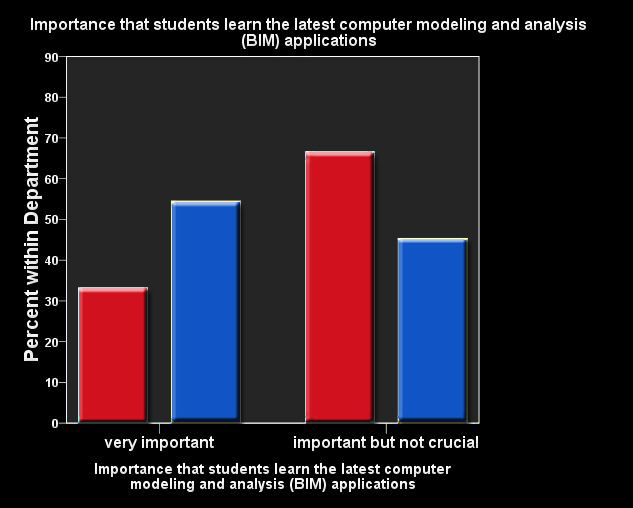 Importance that students learn the latest computer modeling and analysis
(BIM) applications
Percent within Department
90
80
70
60
50
40
30
20
10
0
very important
important but not crucial
Importance that students learn the latest computer
modeling and analysis (BIM) applications